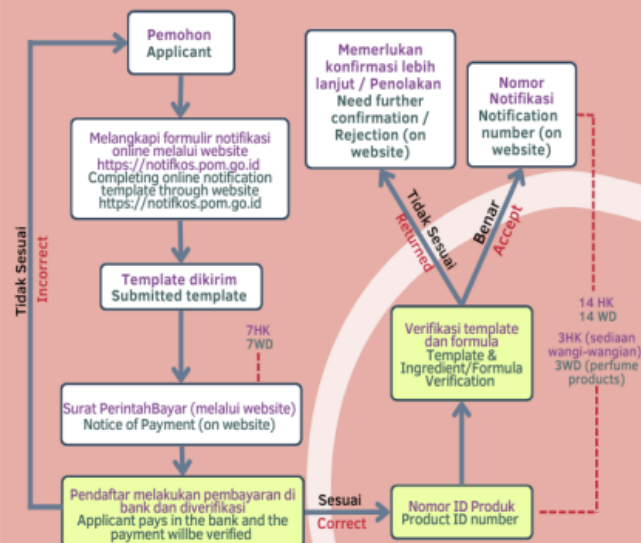 Pemohon
Applicant
Melangkapi formulir notifikasi
online melalui website
https://notifkos.pom.go.id
Completing online notification
template through website
https://notifkos.pom.go.id
Template dikirim
Submitted template
7HK
7WD
Surat PerintahBayar (melalui website)
Notice of Payment (on website)
Pendaftar melakukan pembayaran di
bank dan diverifikasi
Applicant pays in the bank and the
payment willbe verified
Tidak Sesuai
Incorrect
Sesuai
Correct
Nomor ID Produk
Product ID number
Verifikasi template
dan formula
Template &
Ingredient/Formula
Verification
Tidak Sesuai
Returned
Benar
Accept
Memerlukan
konfirmasi lebih
lanjut / Penolakan
Need further
confirmation /
Rejection (on
website)
Nomor
Notifikasi
Notification
number (on
website)
14 HK
14 WD
3HK (sediaan
wangi-wangian)
3WD (perfume
products)